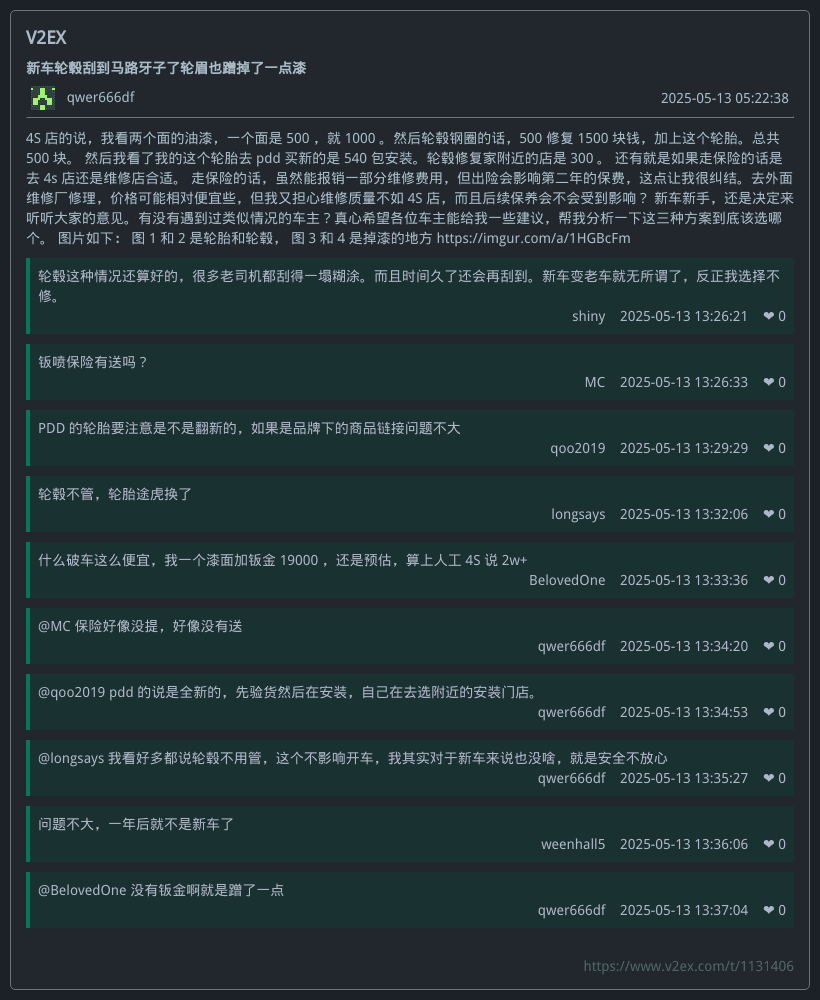 V2EX
新车轮毂刮到马路牙子了轮眉也蹭掉了一点漆
qwer666df
2025-05-13 05:22:38
4S 店的说，我看两个面的油漆，一个面是 500 ，就 1000 。然后轮毂钢圈的话，500 修复 1500 块钱，加上这个轮胎。总共
500 块。 然后我看了我的这个轮胎去 pdd 买新的是 540 包安装。轮毂修复家附近的店是 300 。 还有就是如果走保险的话是
去 4s 店还是维修店合适。 走保险的话，虽然能报销一部分维修费用，但出险会影响第二年的保费，这点让我很纠结。去外面
维修厂修理，价格可能相对便宜些，但我又担心维修质量不如 4S 店，而且后续保养会不会受到影响？ 新车新手，还是决定来
听听大家的意见。有没有遇到过类似情况的车主？真心希望各位车主能给我一些建议，帮我分析一下这三种方案到底该选哪
个。 图片如下： 图 1 和 2 是轮胎和轮毂， 图 3 和 4 是掉漆的地方 https://imgur.com/a/1HGBcFm
轮毂这种情况还算好的，很多老司机都刮得一塌糊涂。而且时间久了还会再刮到。新车变老车就无所谓了，反正我选择不
修。
shiny 2025-05-13 13:26:21 ❤ 0
钣喷保险有送吗？
MC 2025-05-13 13:26:33 ❤ 0
PDD 的轮胎要注意是不是翻新的，如果是品牌下的商品链接问题不大
qoo2019 2025-05-13 13:29:29 ❤ 0
轮毂不管，轮胎途虎换了
longsays 2025-05-13 13:32:06 ❤ 0
什么破车这么便宜，我一个漆面加钣金 19000 ，还是预估，算上人工 4S 说 2w+
BelovedOne 2025-05-13 13:33:36 ❤ 0
@MC 保险好像没提，好像没有送
qwer666df 2025-05-13 13:34:20 ❤ 0
@qoo2019 pdd 的说是全新的，先验货然后在安装，自己在去选附近的安装门店。
qwer666df 2025-05-13 13:34:53 ❤ 0
@longsays 我看好多都说轮毂不用管，这个不影响开车，我其实对于新车来说也没啥，就是安全不放心
qwer666df 2025-05-13 13:35:27 ❤ 0
问题不大，一年后就不是新车了
weenhall5 2025-05-13 13:36:06 ❤ 0
@BelovedOne 没有钣金啊就是蹭了一点
qwer666df 2025-05-13 13:37:04 ❤ 0
https://www.v2ex.com/t/1131406